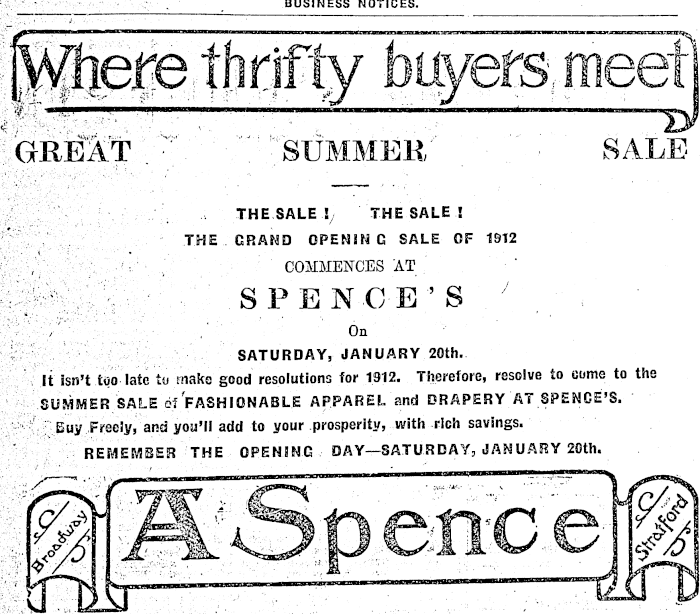 BUSINESS NOTICES.
Where thrifty buyers meet
GREAT SUMMER SALE
THE SALE! THE SALE!
THE GRAND OPENING SALE OF 1912
COMMENCES AT
SPENCE'S
On
SATURDAY, JANUARY 20th.
It isn't too late to make good resolutions for 1912. Therefore, resolve to come to the
SUMMER SALE of FASHIONABLE APPAREL and DRAPERY AT SPENCE'S.
Buy Freely, and you'll add to your prosperity, with rich savings.
REMEMBER THE OPENING DAY—SATURDAY, JANUARY 20th.
Broadway
A Spence
Stratford